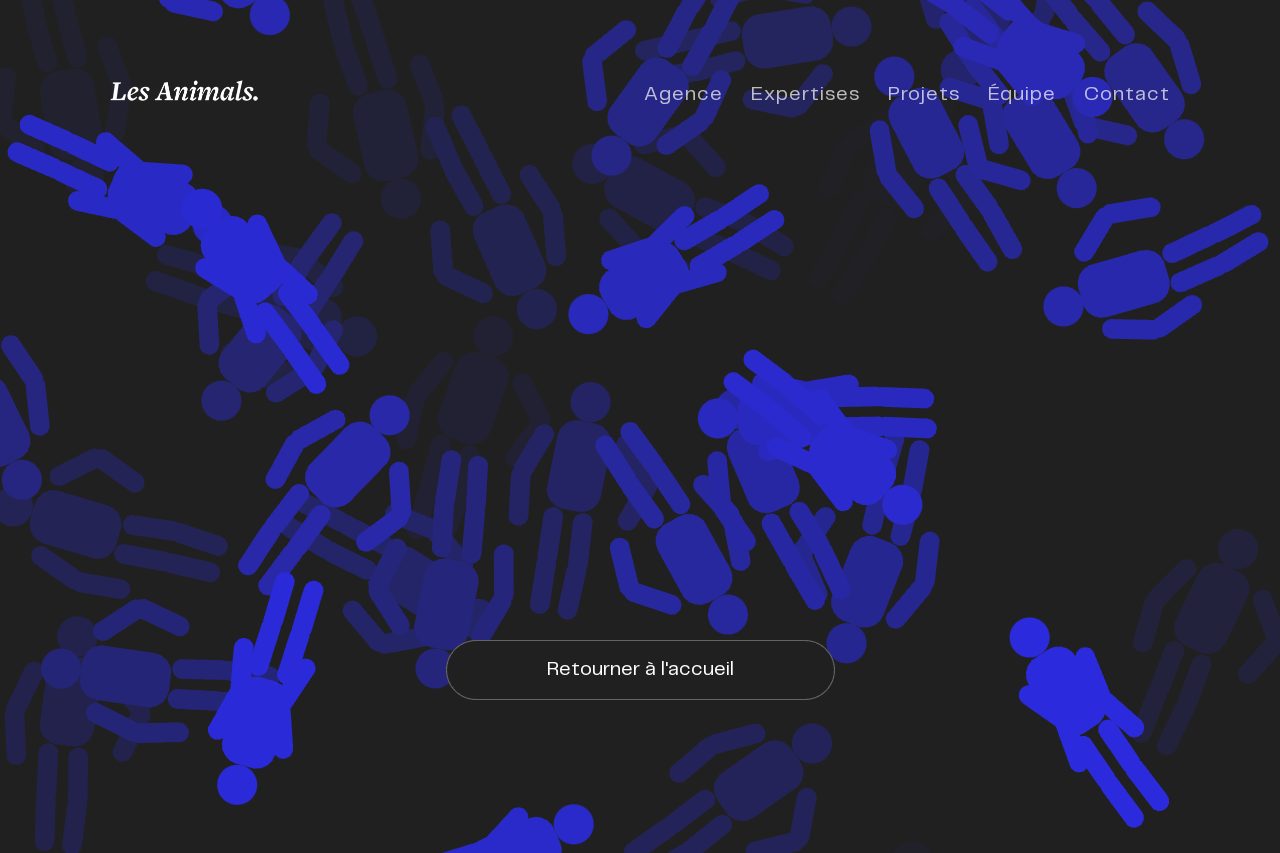 Les Animals.
Agence Expertises Projets Équipe Contact
Retourner à l'accueil